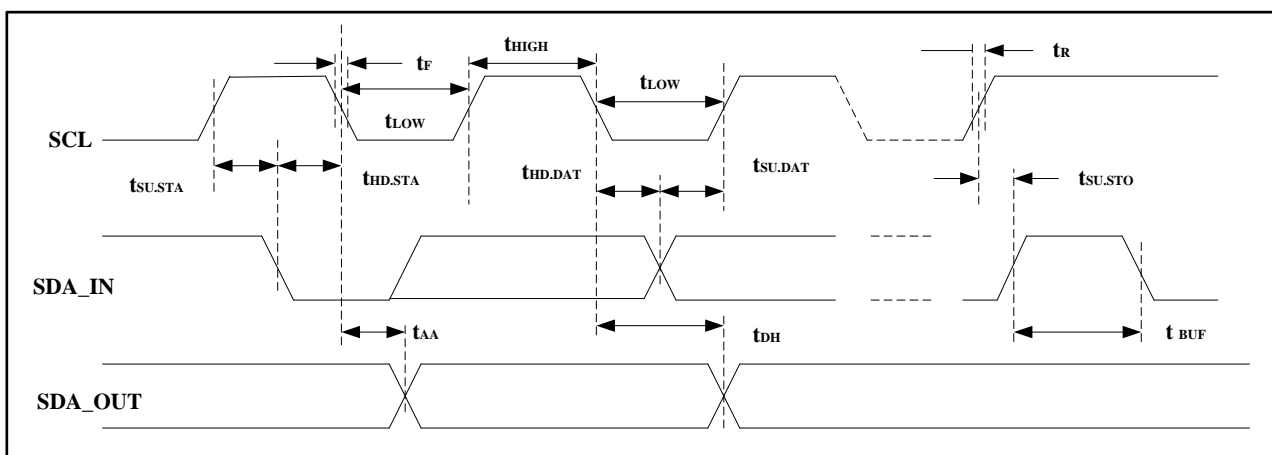 tHIGH
tR
tF
tLOW
tLOW
SCL
tSU.STA
tHD.STA
tHD.DAT
tSU.DAT
tSU.STO
SDA_IN
tAA
tDH
t BUF
SDA_OUT